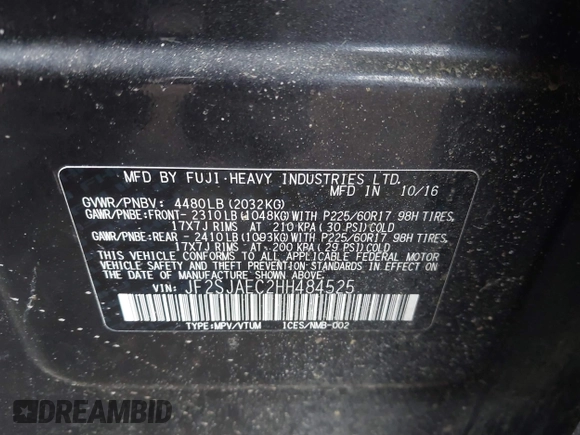 MFD BY FUJI HEAVY INDUSTRIES LTD.
MFD IN 10/16
GVWR/PNBV: 4480LB(2032KG)
GAWR/PNBE:FRONT- 2310LB(1048KG)WITH P225/60R17 98H TIRES,
17X7J RIMS AT 210KPA(30.PSI)COLD
GAWR/PNBE:REAR - 2410LB(1093KG)WITH P225/60R17 98H TIRES,
17X7J RIMS AT 200KPA(29 PSI)COLD
THIS VEHICLE CONFORMS TO ALL APPLICABLE FEDERAL MOTOR
VEHICLE SAFETY AND THEFT PREVENTION STANDARDS IN EFFECT
ON THE DATE OF MANUFACTURE SHOWN ABOVE.
VIN: JF2SJAEC2HH484525
TYPE:MPV/VTUM ICES/NMB-002
DREAMBID